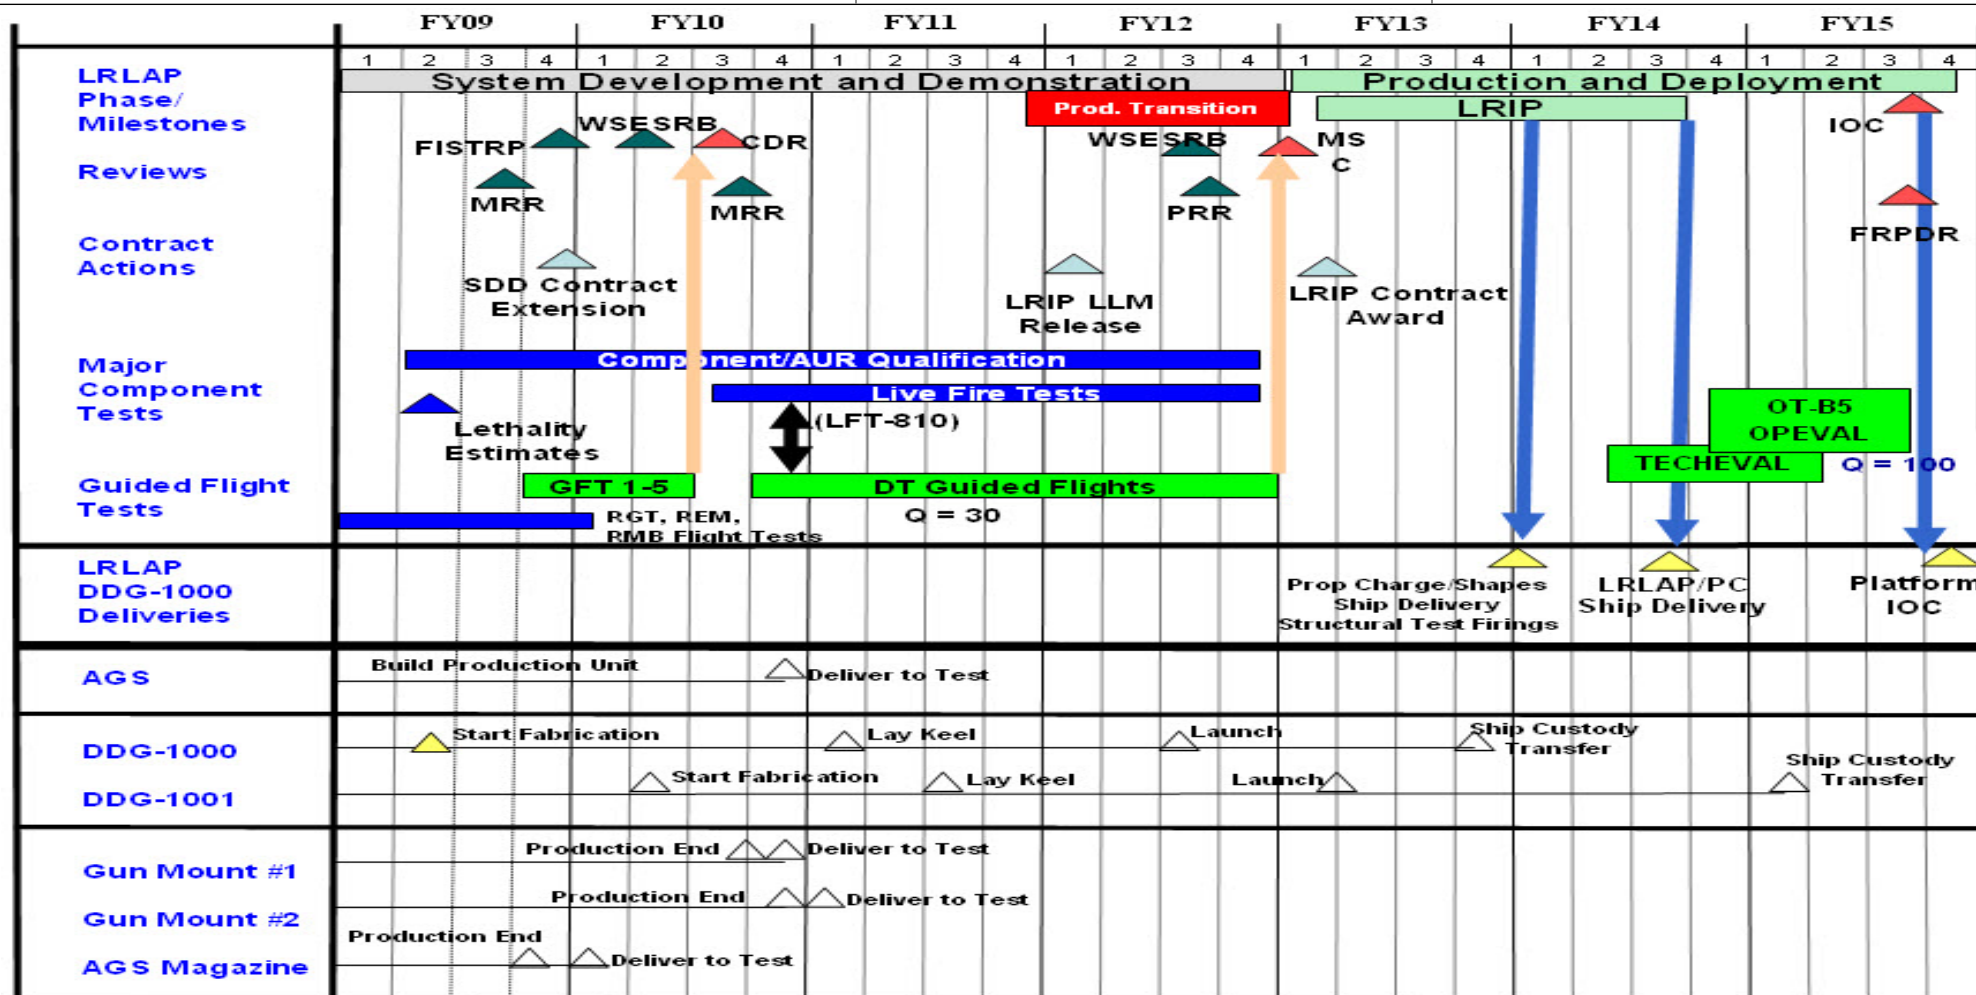 FY09 FY10 FY11 FY12 FY13 FY14 FY15
1 2 3 4 1 2 3 4 1 2 3 4 1 2 3 4 1 2 3 4 1 2 3 4 1 2 3 4
LRLAP
Phase/
Milestones
System Development and Demonstration
Production and Deployment
Prod. Transition
LRIP
IOC
Reviews
FISTRP
WSESRB
CDR
WSESRB
MS
C
MRR
MRR
PRR
FRPDR
Contract
Actions
SDD Contract
Extension
LRIP LLM
Release
LRIP Contract
Award
Major
Component
Tests
Component/AUR Qualification
Live Fire Tests
(LFT-810)
Lethality
Estimates
OT-B5
OPEVAL
TECHEVAL
Q = 100
Guided Flight
Tests
GFT 1-5
DT Guided Flights
Q = 30
RGT, REM,
RMB Flight Tests
LRLAP
DDG-1000
Deliveries
Prop Charge/Shapes
Ship Delivery
Structural Test Firings
LRLAP/PC
Ship Delivery
Platform
IOC
AGS
Build Production Unit
Deliver to Test
DDG-1000
Start Fabrication
Lay Keel
Launch
Ship Custody
Transfer
DDG-1001
Start Fabrication
Lay Keel
Launch
Ship Custody
Transfer
Gun Mount #1
Production End
Deliver to Test
Gun Mount #2
Production End
Deliver to Test
AGS Magazine
Production End
Deliver to Test